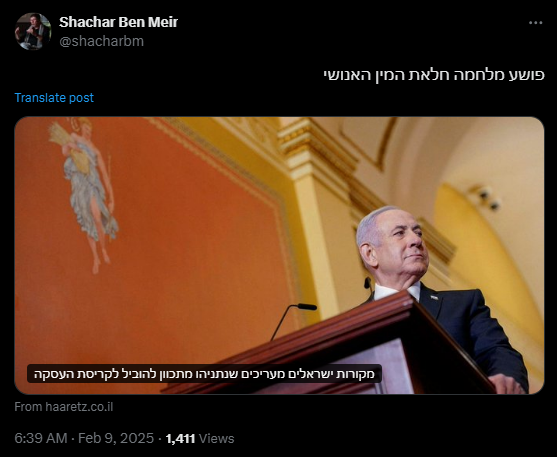 Shachar Ben Meir
@shacharbm
פושע מלחמה חלאת המין האנושי
Translate post
מקורות ישראלים מעריכים שנתניהו מתכוון להוביל לקריסת העסקה
From haaretz.co.il
6:39 AM · Feb 9, 2025 · 1,411 Views